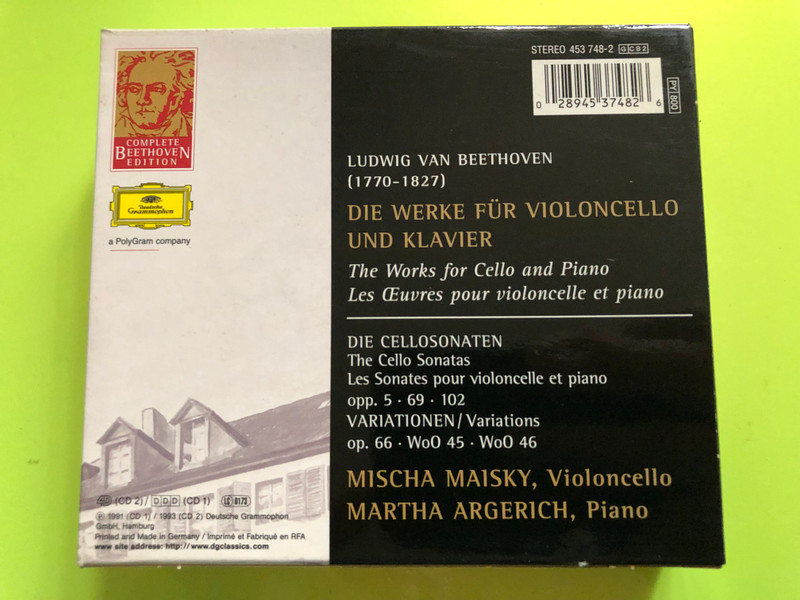 COMPLETE
BEETHOVEN
EDITION
Deutsche
Grammophon
a PolyGram company
STEREO 453 748-2 GCB2
0 28945 37482 6
PY 800
LUDWIG VAN BEETHOVEN
(1770-1827)
DIE WERKE FÜR VIOLONCELLO
UND KLAVIER
The Works for Cello and Piano
Les Œuvres pour violoncelle et piano
DIE CELLOSONATEN
The Cello Sonatas
Les Sonates pour violoncelle et piano
opp. 5 · 69 · 102
VARIATIONEN/Variations
op. 66 · WoO 45 · WoO 46
MISCHA MAISKY, Violoncello
MARTHA ARGERICH, Piano
(CD 2) / DDD (CD 1) LC 0173
℗ 1991 (CD 1) / 1993 (CD 2) Deutsche Grammophon
GmbH, Hamburg
Printed and Made in Germany / Imprimé et Fabriqué en RFA
www site address: http://www.dgclassics.com